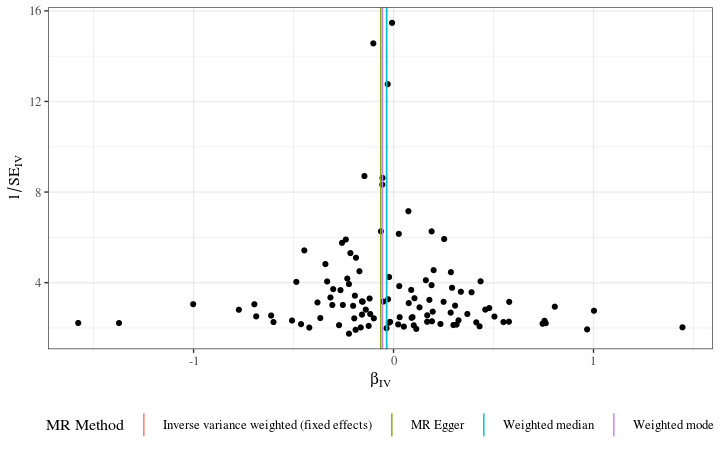 16
12
8
4
1/SE_IV
-1
0
1
β_IV
MR Method Inverse variance weighted (fixed effects) MR Egger Weighted median Weighted mode